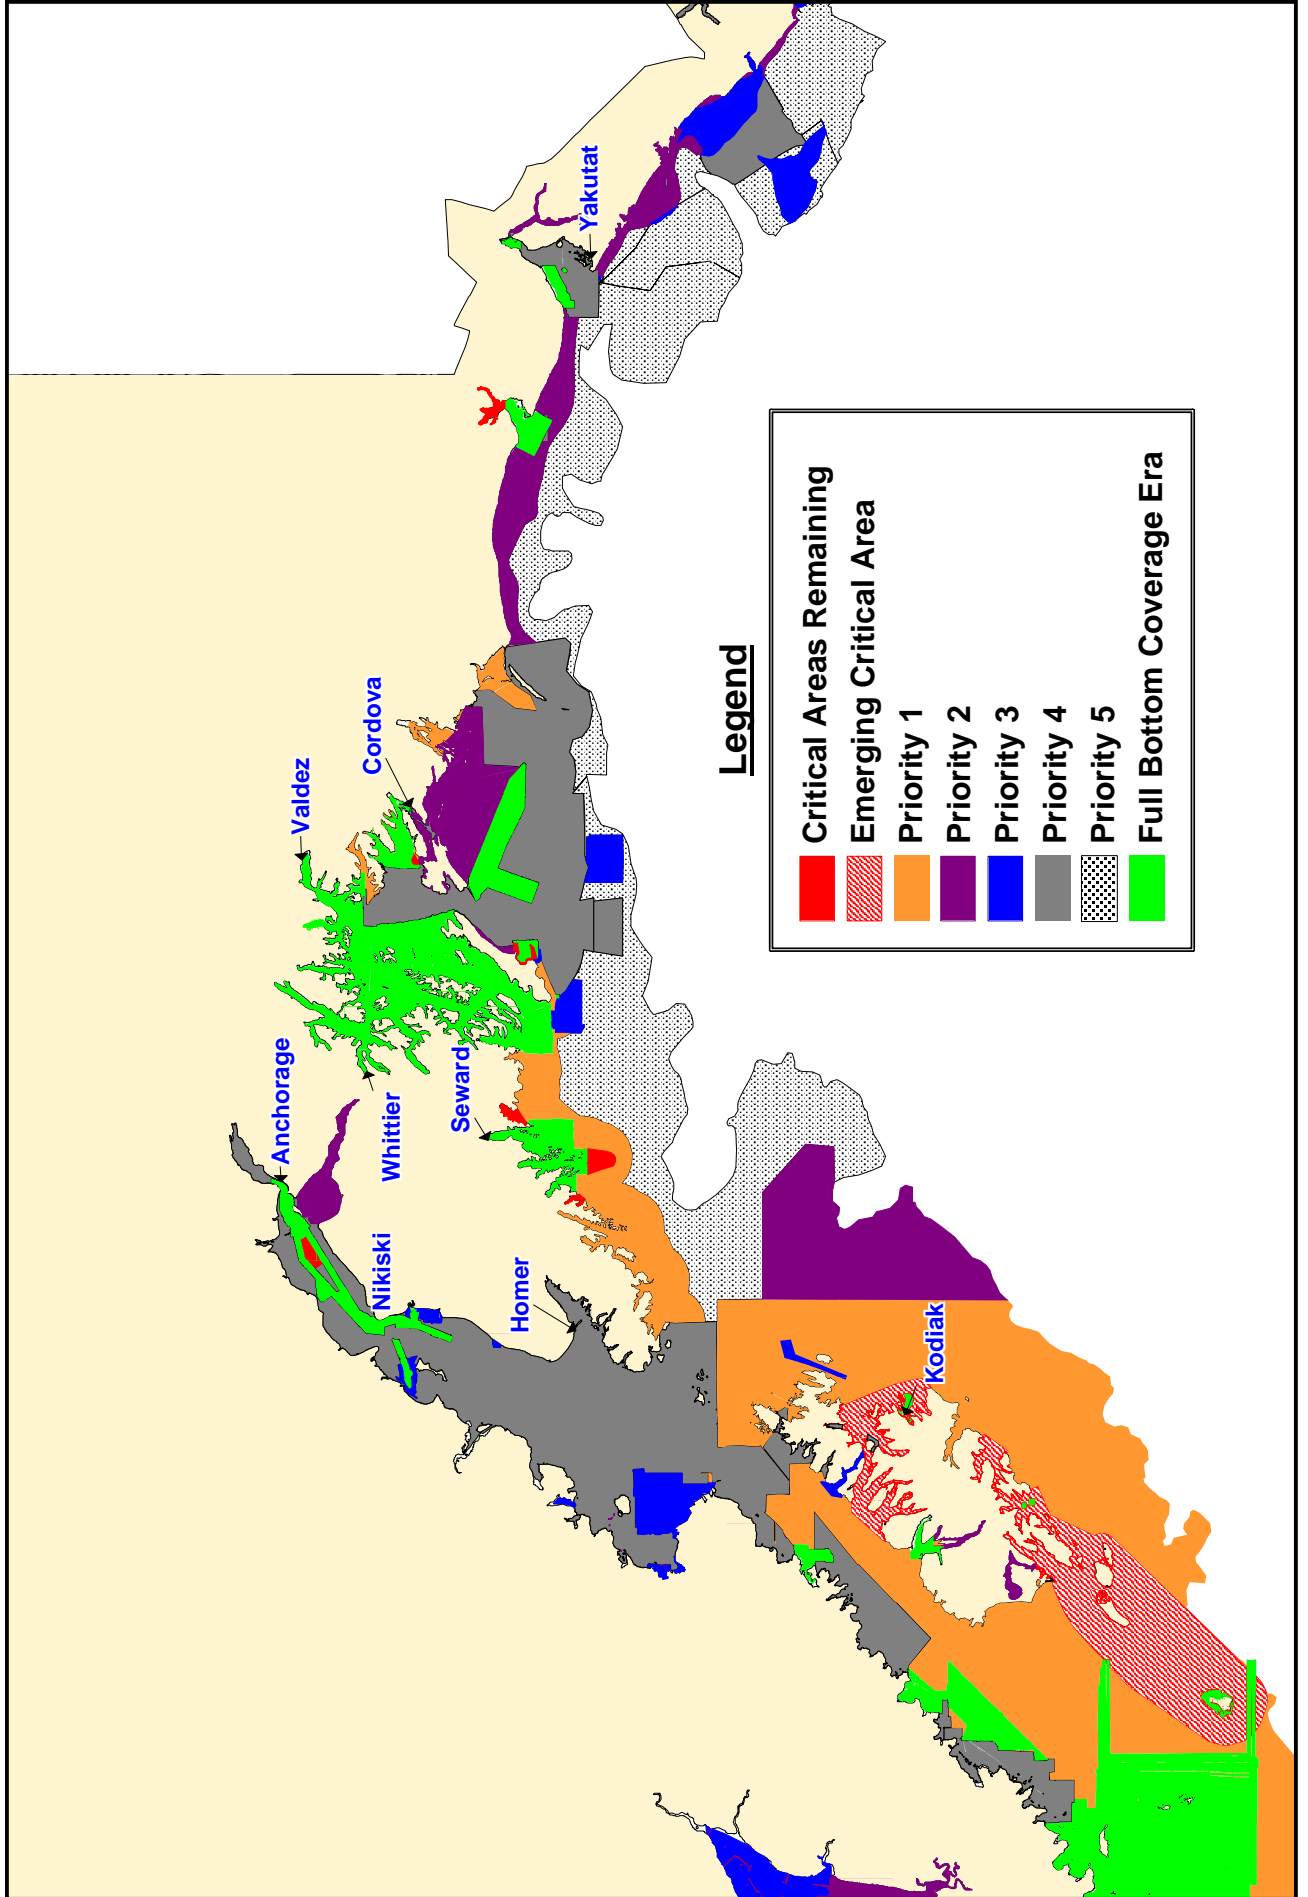 Anchorage
Valdez
Cordova
Whittier
Seward
Nikiski
Homer
Yakutat
Kodiak
Legend
Critical Areas Remaining
Emerging Critical Area
Priority 1
Priority 2
Priority 3
Priority 4
Priority 5
Full Bottom Coverage Era